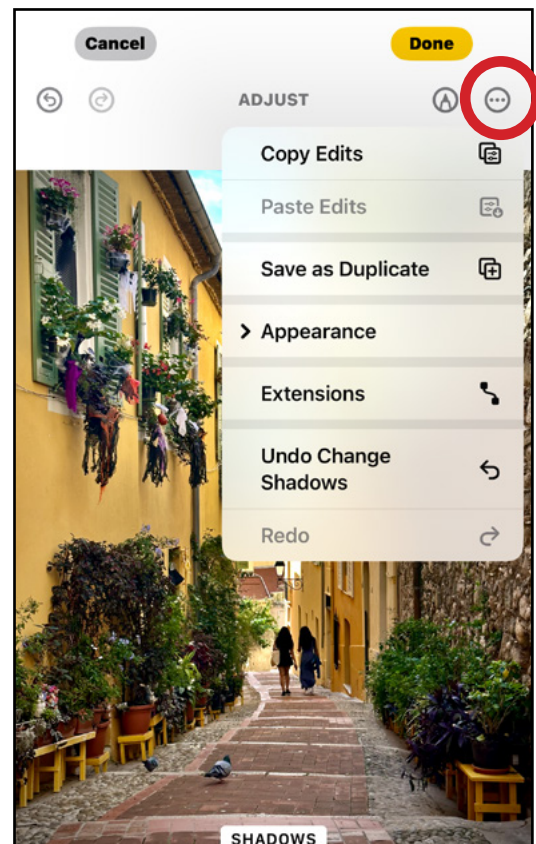 Cancel
Done
ADJUST
Copy Edits
Paste Edits
Save as Duplicate
Appearance
Extensions
Undo Change
Shadows
Redo
SHADOWS